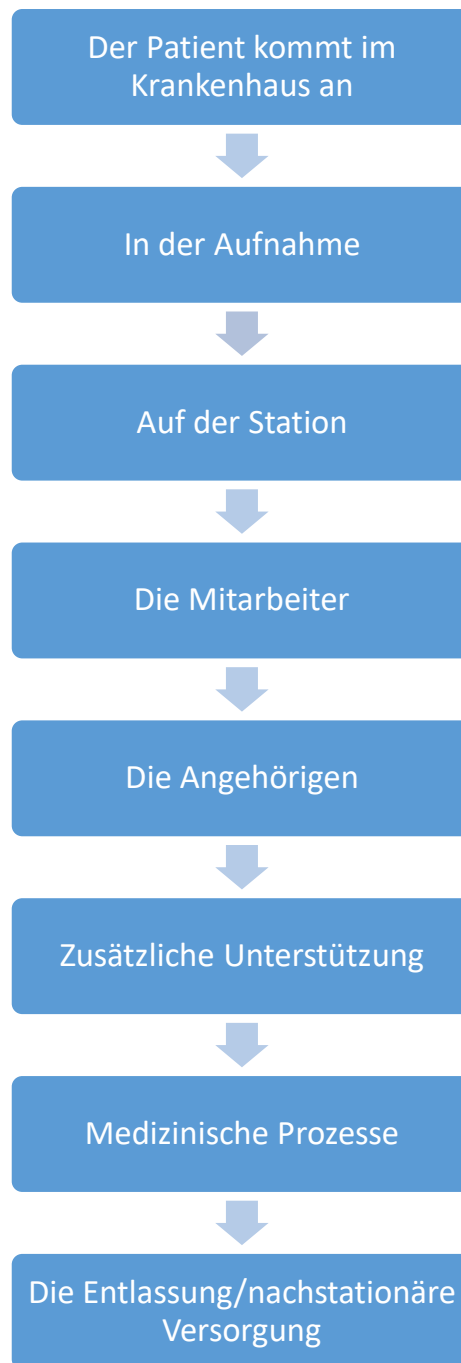 Der Patient kommt im
Krankenhaus an
In der Aufnahme
Auf der Station
Die Mitarbeiter
Die Angehörigen
Zusätzliche Unterstützung
Medizinische Prozesse
Die Entlassung/nachstationäre
Versorgung